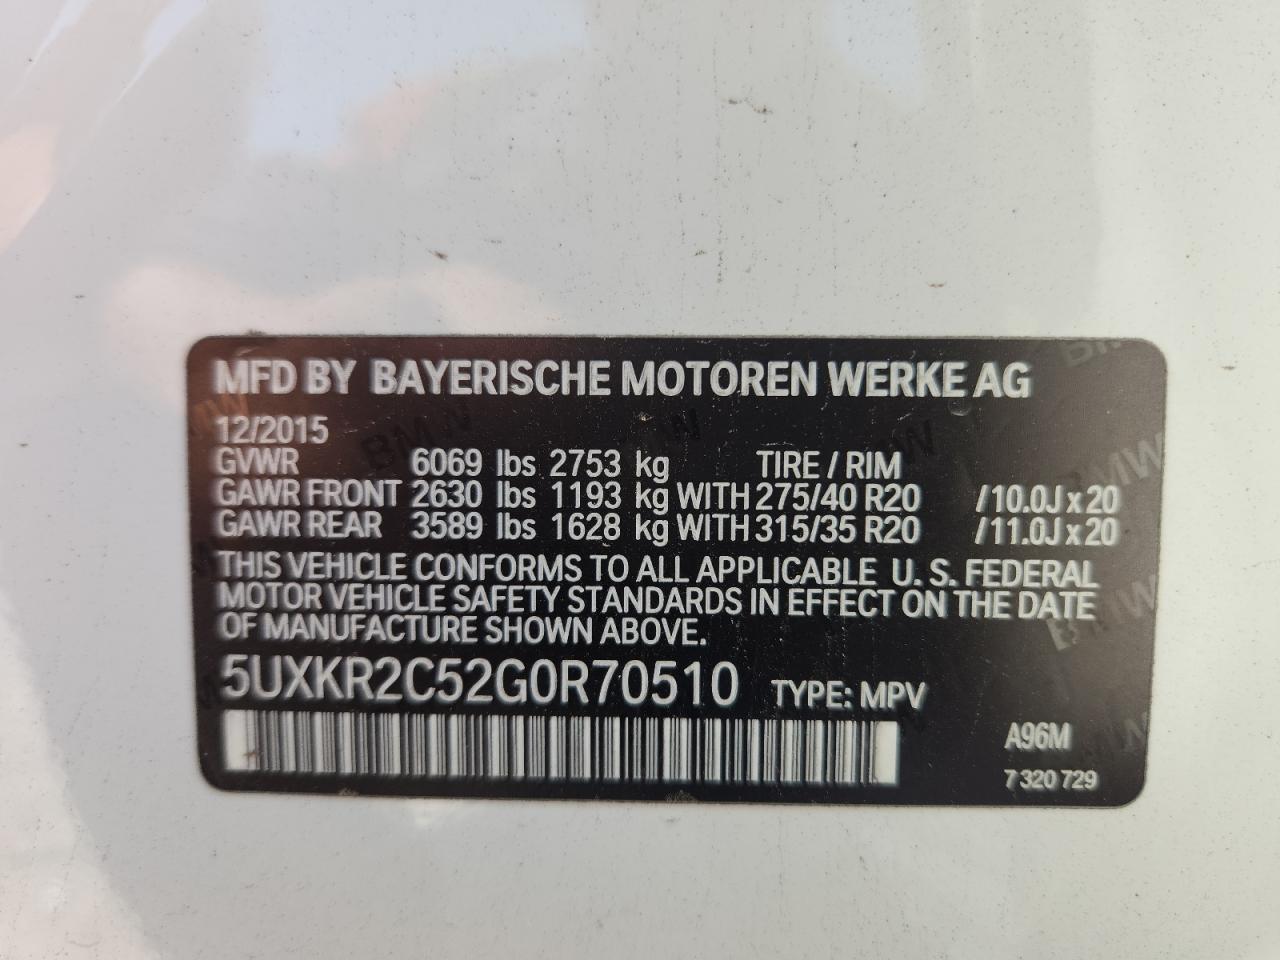 MFD BY BAYERISCHE MOTOREN WERKE AG
12/2015
GVWR 6069 lbs 2753 kg TIRE / RIM
GAWR FRONT 2630 lbs 1193 kg WITH 275/40 R20 /10.0J x 20
GAWR REAR 3589 lbs 1628 kg WITH 315/35 R20 /11.0J x 20
THIS VEHICLE CONFORMS TO ALL APPLICABLE U. S. FEDERAL
MOTOR VEHICLE SAFETY STANDARDS IN EFFECT ON THE DATE
OF MANUFACTURE SHOWN ABOVE.
5UXKR2C52G0R70510 TYPE: MPV
A96M
7 320 729